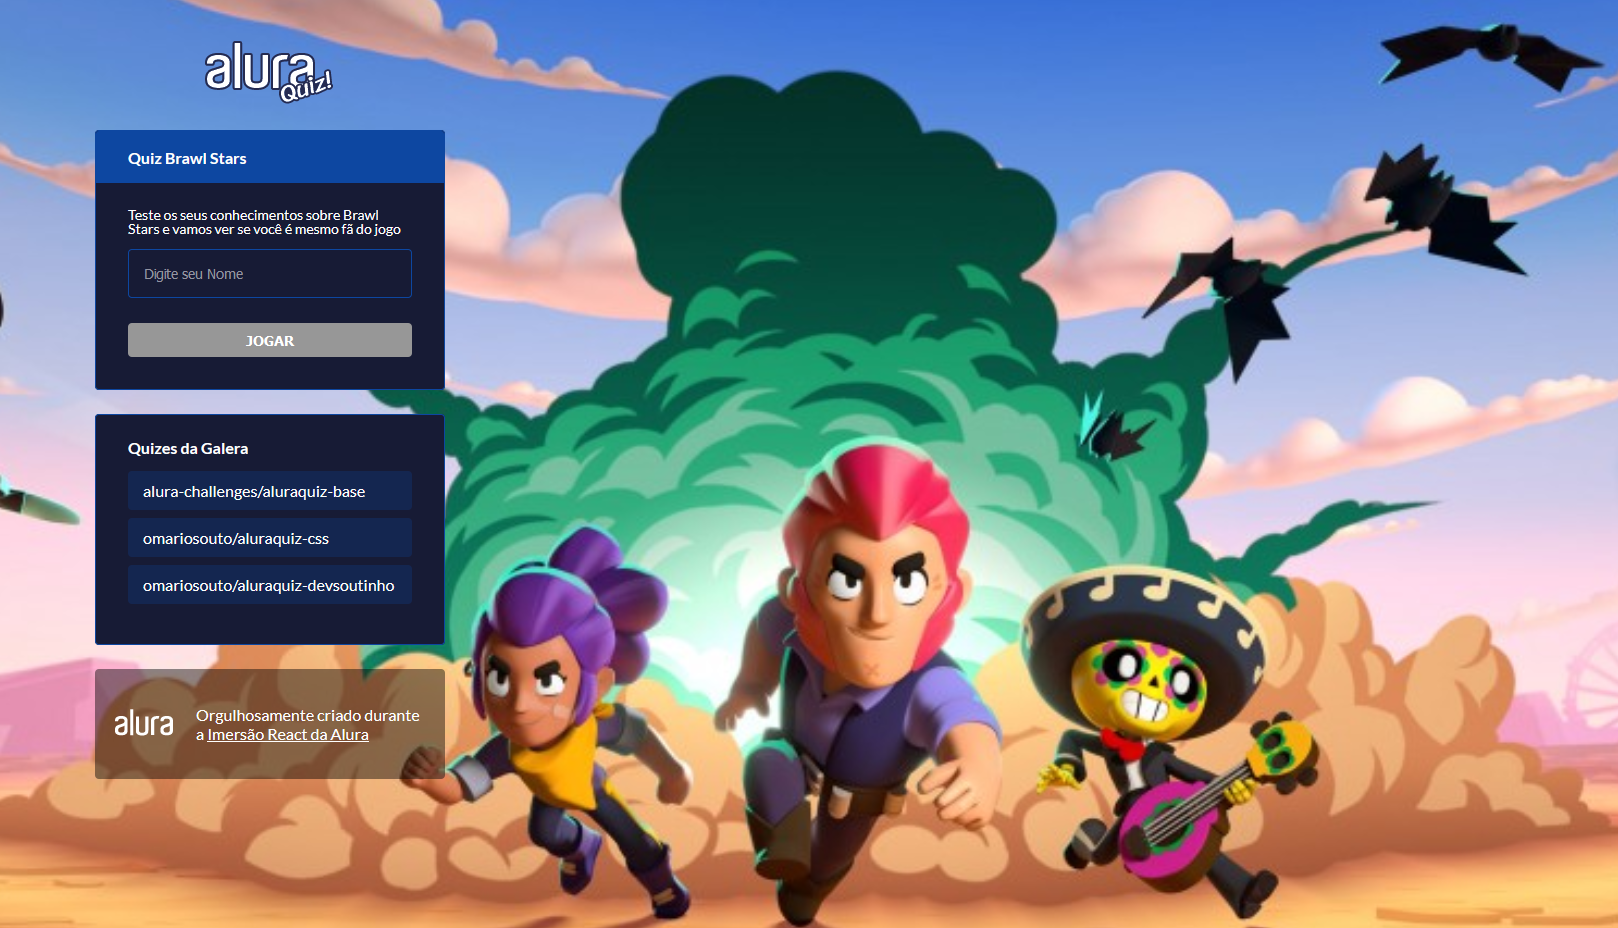 alura
Quiz!
Quiz Brawl Stars
Teste os seus conhecimentos sobre Brawl
Stars e vamos ver se você é mesmo fã do jogo
Digite seu Nome
JOGAR
Quizes da Galera
alura-challenges/aluraquiz-base
omariosouto/aluraquiz-css
omariosouto/aluraquiz-devsoutinho
alura
Orgulhosamente criado durante
a Imersão React da Alura